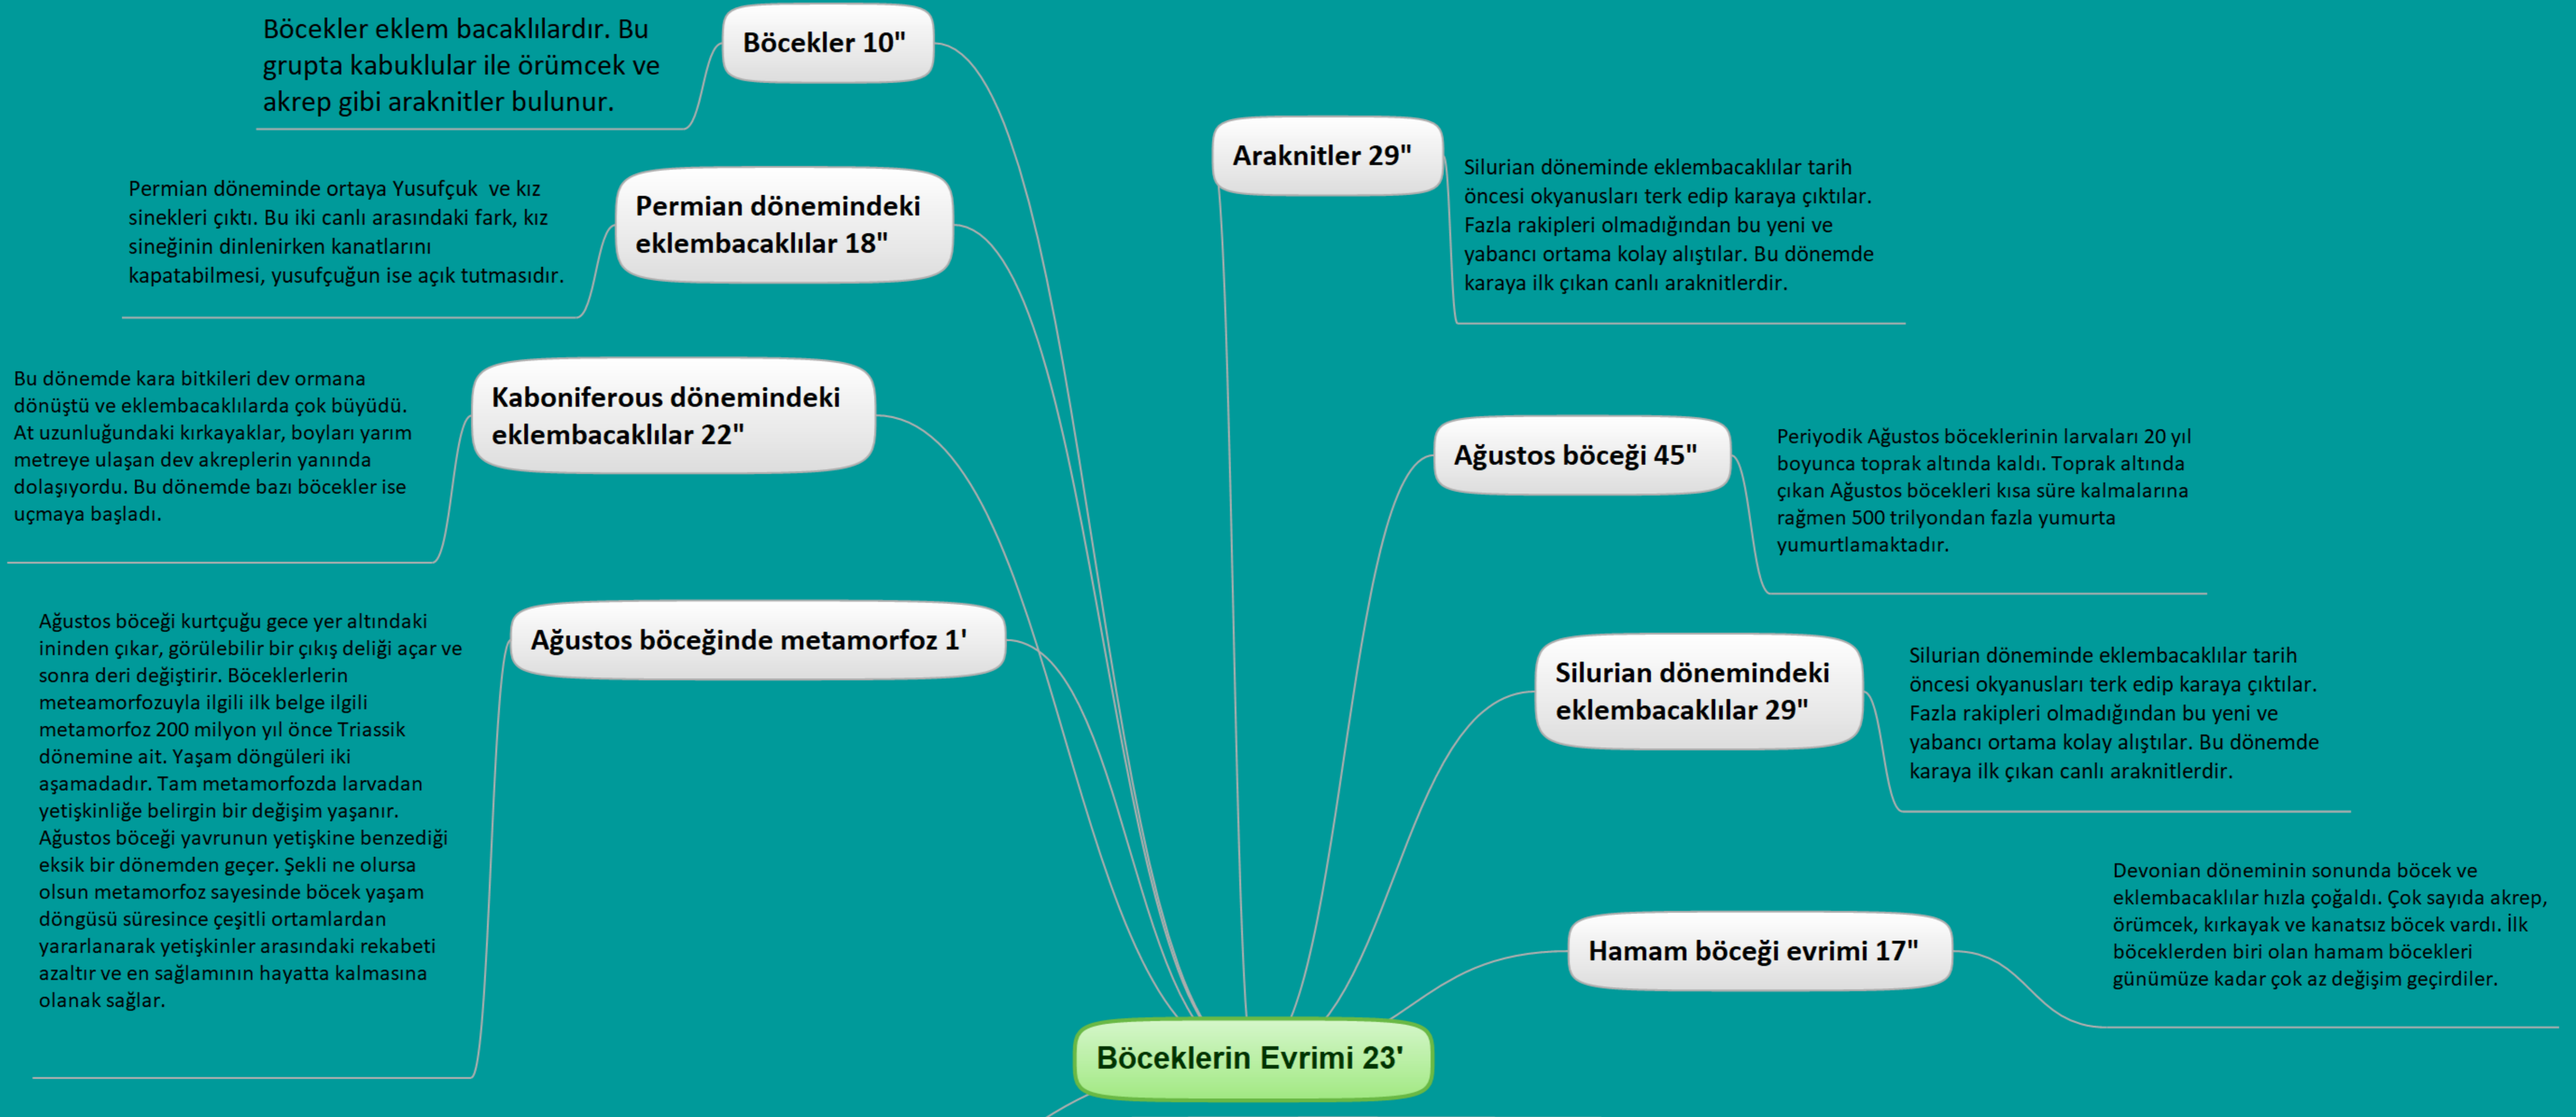 Böcekler 10"
Böcekler eklem bacaklılardır. Bu
grupta kabuklular ile örümcek ve
akrep gibi araknitler bulunur.
Permian dönemindeki
eklembacaklılar 18"
Permian döneminde ortaya Yusufçuk  ve kız
sinekleri çıktı. Bu iki canlı arasındaki fark, kız
sineğinin dinlenirken kanatlarını
kapatabilmesi, yusufçuğun ise açık tutmasıdır.
Kaboniferous dönemindeki
eklembacaklılar 22"
Bu dönemde kara bitkileri dev ormana
dönüştü ve eklembacaklılarda çok büyüdü.
At uzunluğundaki kırkayaklar, boyları yarım
metreye ulaşan dev akreplerin yanında
dolaşıyordu. Bu dönemde bazı böcekler ise
uçmaya başladı.
Ağustos böceğinde metamorfoz 1'
Ağustos böceği kurtçuğu gece yer altındaki
ininden çıkar, görülebilir bir çıkış deliği açar ve
sonra deri değiştirir. Böceklerlerin
meteamorfozuyla ilgili ilk belge ilgili
metamorfoz 200 milyon yıl önce Triassik
dönemine ait. Yaşam döngüleri iki
aşamadadır. Tam metamorfozda larvadan
yetişkinliğe belirgin bir değişim yaşanır.
Ağustos böceği yavrunun yetişkine benzediği
eksik bir dönemden geçer. Şekli ne olursa
olsun metamorfoz sayesinde böcek yaşam
döngüsü süresince çeşitli ortamlardan
yararlanarak yetişkinler arasındaki rekabeti
azaltır ve en sağlamının hayatta kalmasına
olanak sağlar.
Araknitler 29"
Silurian döneminde eklembacaklılar tarih
öncesi okyanusları terk edip karaya çıktılar.
Fazla rakipleri olmadığından bu yeni ve
yabancı ortama kolay alıştılar. Bu dönemde
karaya ilk çıkan canlı araknitlerdir.
Ağustos böceği 45"
Periyodik Ağustos böceklerinin larvaları 20 yıl
boyunca toprak altında kaldı. Toprak altında
çıkan Ağustos böcekleri kısa süre kalmalarına
rağmen 500 trilyondan fazla yumurta
yumurtlamaktadır.
Silurian dönemindeki
eklembacaklılar 29"
Silurian döneminde eklembacaklılar tarih
öncesi okyanusları terk edip karaya çıktılar.
Fazla rakipleri olmadığından bu yeni ve
yabancı ortama kolay alıştılar. Bu dönemde
karaya ilk çıkan canlı araknitlerdir.
Hamam böceği evrimi 17"
Devonian döneminin sonunda böcek ve
eklembacaklılar hızla çoğaldı. Çok sayıda akrep,
örümcek, kırkayak ve kanatsız böcek vardı. İlk
böceklerden biri olan hamam böcekleri
günümüze kadar çok az değişim geçirdiler.
Böceklerin Evrimi 23'